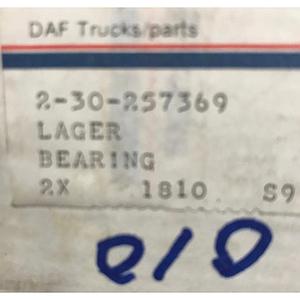 DAF Trucks/parts
2-30-257369
LAGER
BEARING
2X 1810 S9